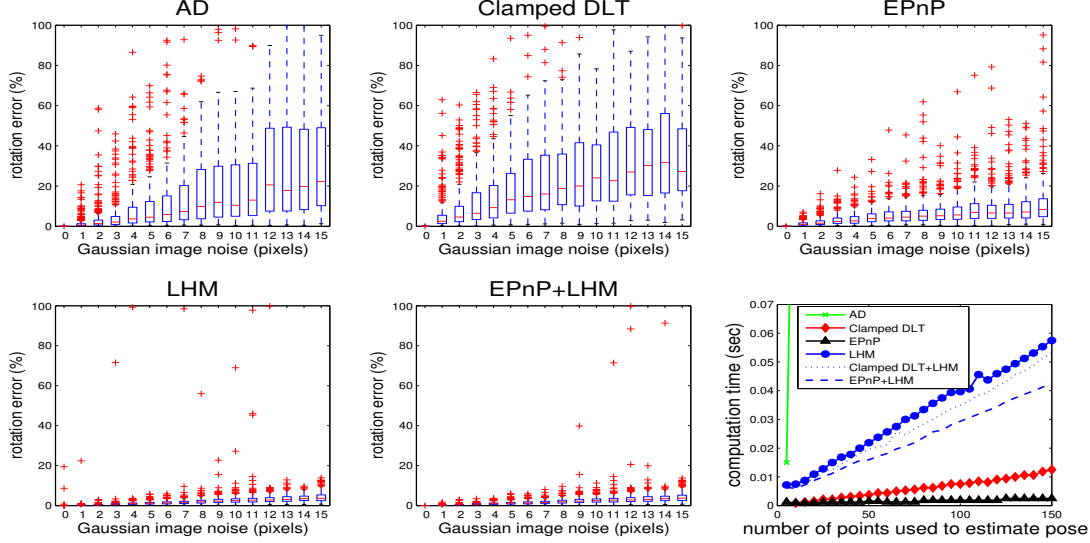 AD
Clamped DLT
EPnP
rotation error (%)
100
80
60
40
20
0
0 1 2 3 4 5 6 7 8 9 10 11 12 13 14 15
Gaussian image noise (pixels)
rotation error (%)
100
80
60
40
20
0
0 1 2 3 4 5 6 7 8 9 10 11 12 13 14 15
Gaussian image noise (pixels)
rotation error (%)
100
80
60
40
20
0
0 1 2 3 4 5 6 7 8 9 10 11 12 13 14 15
Gaussian image noise (pixels)
LHM
EPnP+LHM
rotation error (%)
100
80
60
40
20
0
0 1 2 3 4 5 6 7 8 9 10 11 12 13 14 15
Gaussian image noise (pixels)
rotation error (%)
100
80
60
40
20
0
0 1 2 3 4 5 6 7 8 9 10 11 12 13 14 15
Gaussian image noise (pixels)
computation time (sec)
0.07
0.06
0.05
0.04
0.03
0.02
0.01
0
AD
Clamped DLT
EPnP
LHM
Clamped DLT+LHM
EPnP+LHM
0 50 100 150
number of points used to estimate pose